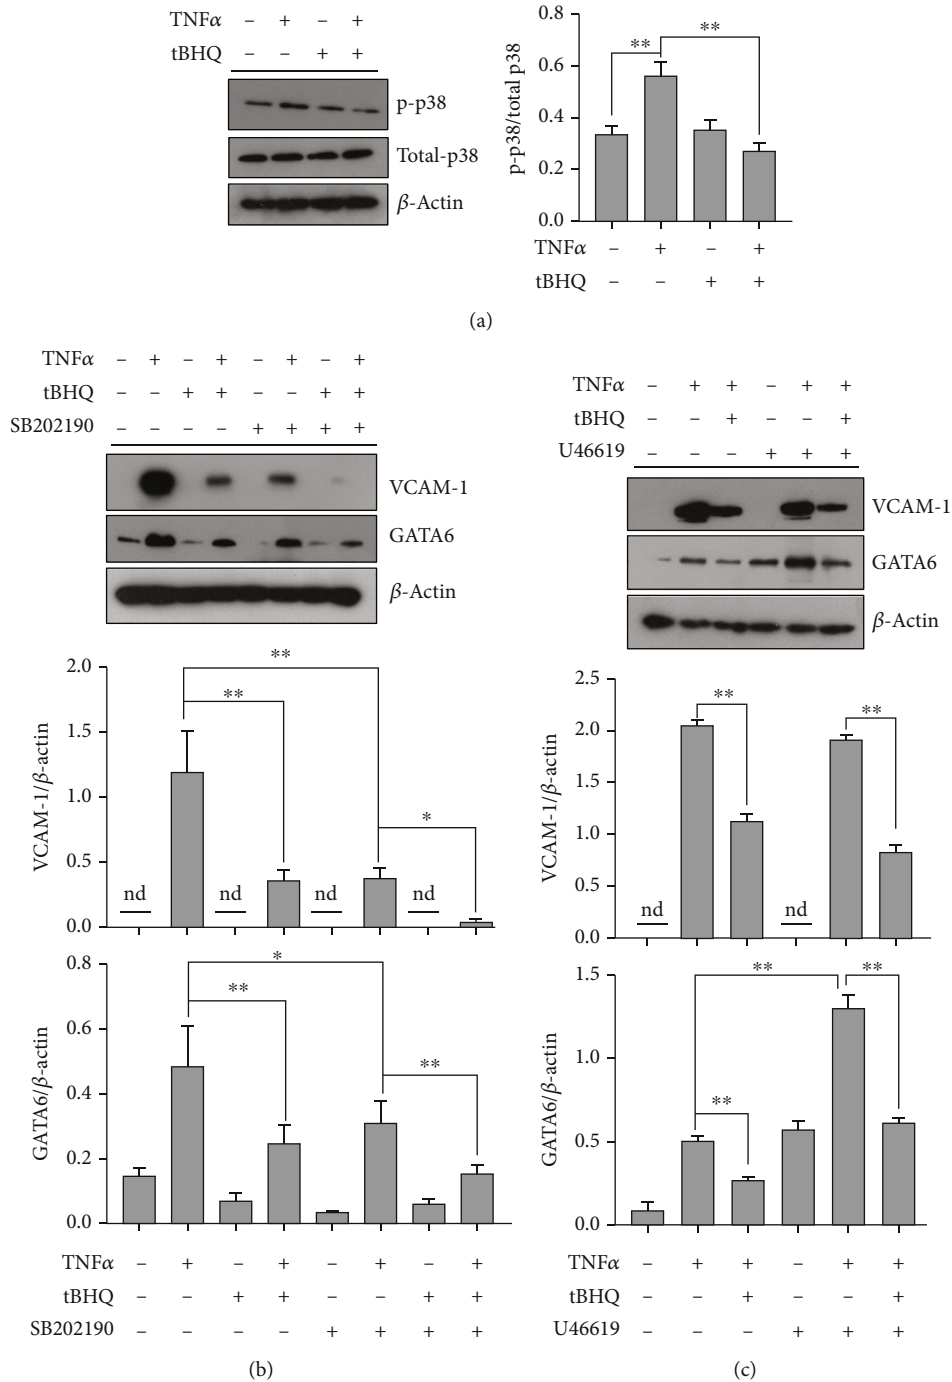 TNFα – + – +
tBHQ – – + +
p-p38
Total-p38
β-Actin
p-p38/total p38
0.8
0.6
0.4
0.2
0.0
**
**
TNFα – + – +
tBHQ – – + +
(a)
TNFα – + – + – + – +
tBHQ – – + + – – + +
SB202190 – – – – + + + +
VCAM-1
GATA6
β-Actin
VCAM-1/β-actin
2.0
1.5
1.0
0.5
0.0
**
**
*
nd nd nd nd
GATA6/β-actin
0.8
0.6
0.4
0.2
0.0
*
**
**
TNFα – + – + – + – +
tBHQ – – + + – – + +
SB202190 – – – – + + + +
(b)
TNFα – + + – + +
tBHQ – – + – – +
U46619 – – – + + +
VCAM-1
GATA6
β-Actin
VCAM-1/β-actin
2.5
2.0
1.5
1.0
0.5
0.0
**
**
nd nd
GATA6/β-actin
1.5
1.0
0.5
0.0
** **
**
TNFα – + + – + +
tBHQ – – + – – +
U46619 – – – + + +
(c)